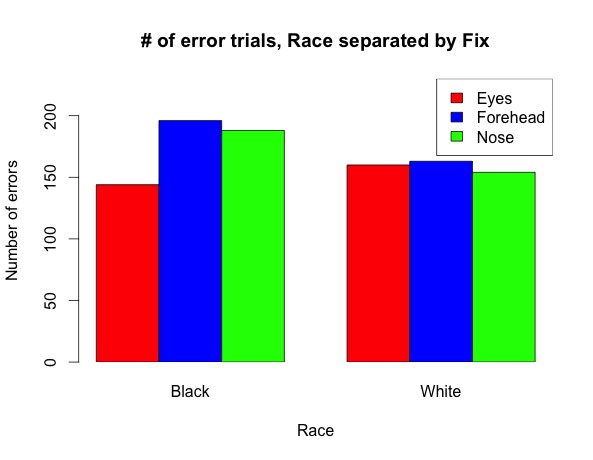 # of error trials, Race separated by Fix
Eyes
Forehead
Nose
Number of errors
200
150
100
50
0
Black
White
Race